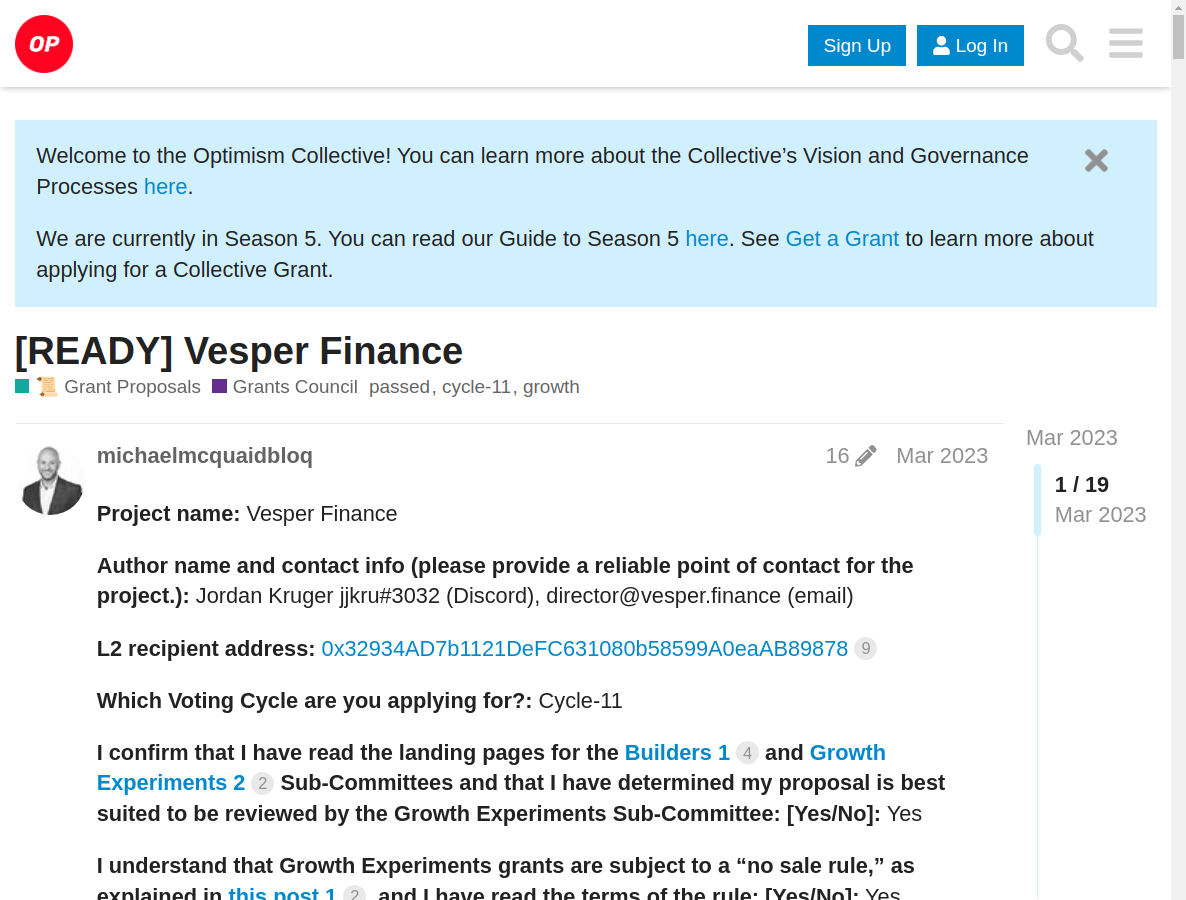 OP
Sign Up
Log In
Welcome to the Optimism Collective! You can learn more about the Collective’s Vision and Governance
Processes here.
We are currently in Season 5. You can read our Guide to Season 5 here. See Get a Grant to learn more about
applying for a Collective Grant.
[READY] Vesper Finance
Grant Proposals Grants Council passed, cycle-11, growth
michaelmcquaidbloq 16 Mar 2023
Mar 2023
1 / 19
Mar 2023
Project name: Vesper Finance
Author name and contact info (please provide a reliable point of contact for the
project.): Jordan Kruger jjkru#3032 (Discord), director@vesper.finance (email)
L2 recipient address: 0x32934AD7b1121DeFC631080b58599A0eaAB89878 9
Which Voting Cycle are you applying for?: Cycle-11
I confirm that I have read the landing pages for the Builders 1 4 and Growth
Experiments 2 2 Sub-Committees and that I have determined my proposal is best
suited to be reviewed by the Growth Experiments Sub-Committee: [Yes/No]: Yes
I understand that Growth Experiments grants are subject to a “no sale rule,” as
explained in this post 1 2 and I have read the terms of the rule: [Yes/No]: Yes